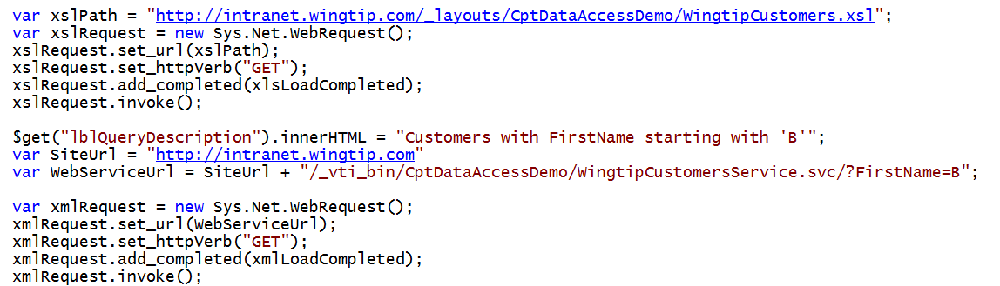 var xslPath = "http://intranet.wingtip.com/_layouts/CptDataAccessDemo/WingtipCustomers.xsl";
var xslRequest = new Sys.Net.WebRequest();
xslRequest.set_url(xslPath);
xslRequest.set_httpVerb("GET");
xslRequest.add_completed(xlsLoadCompleted);
xslRequest.invoke();
$get("lblQueryDescription").innerHTML = "Customers with FirstName starting with 'B'";
var SiteUrl = "http://intranet.wingtip.com"
var WebServiceUrl = SiteUrl + "/_vti_bin/CptDataAccessDemo/WingtipCustomersService.svc/?FirstName=B";
var xmlRequest = new Sys.Net.WebRequest();
xmlRequest.set_url(WebServiceUrl);
xmlRequest.set_httpVerb("GET");
xmlRequest.add_completed(xmlLoadCompleted);
xmlRequest.invoke();